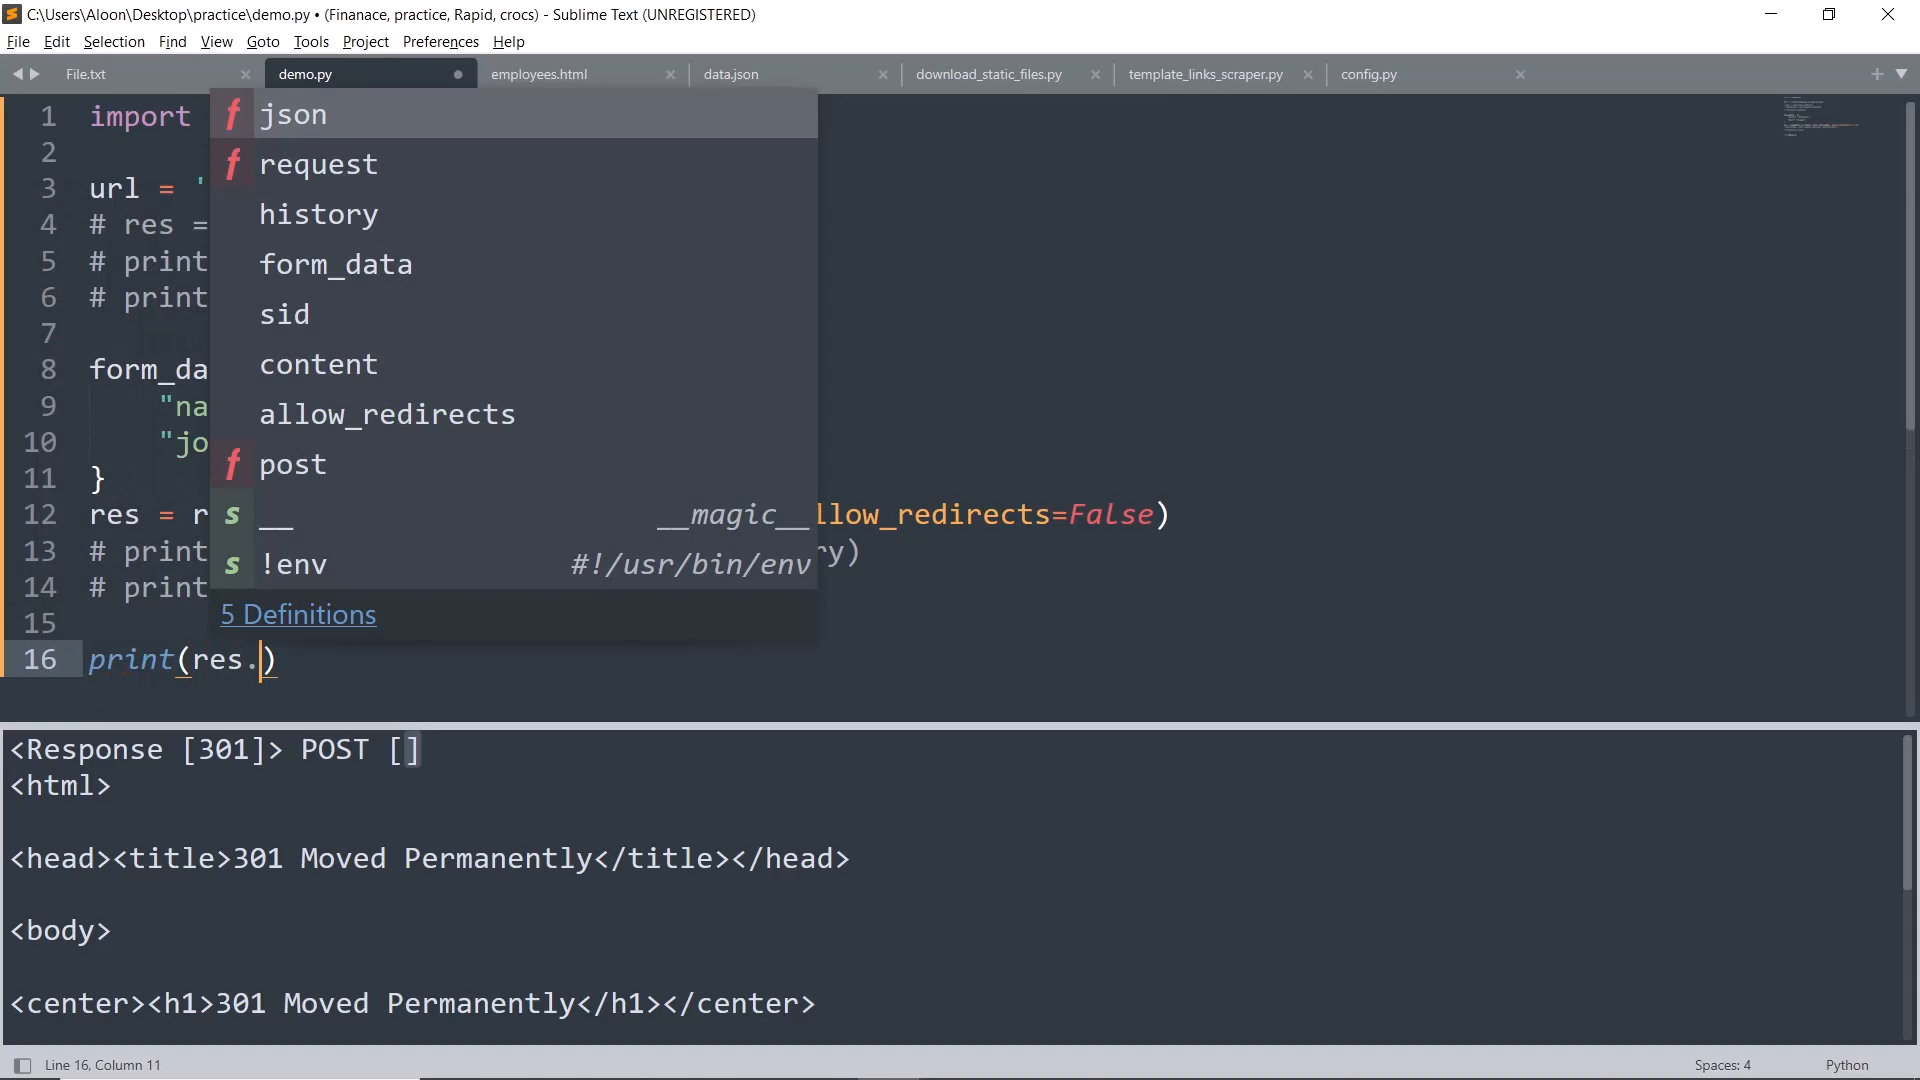 C:\Users\Aloon\Desktop\practice\demo.py • (Finanace, practice, Rapid, crocs) - Sublime Text (UNREGISTERED)
File Edit Selection Find View Goto Tools Project Preferences Help
File.txt demo.py employees.html data.json download_static_files.py template_links_scraper.py config.py
1 import
2
3 url = '
4 # res =
5 # print
6 # print
7
8 form_da
9 "na
10 "jo
11 }
12 res = r
13 # print
14 # print
15
16 print(res.)
f json
f request
history
form_data
sid
content
allow_redirects
f post
s __ __magic__
s !env #!/usr/bin/env
5 Definitions
llow_redirects=False)
ry)
<Response [301]> POST []
<html>
<head><title>301 Moved Permanently</title></head>
<body>
<center><h1>301 Moved Permanently</h1></center>
Line 16, Column 11 Spaces: 4 Python